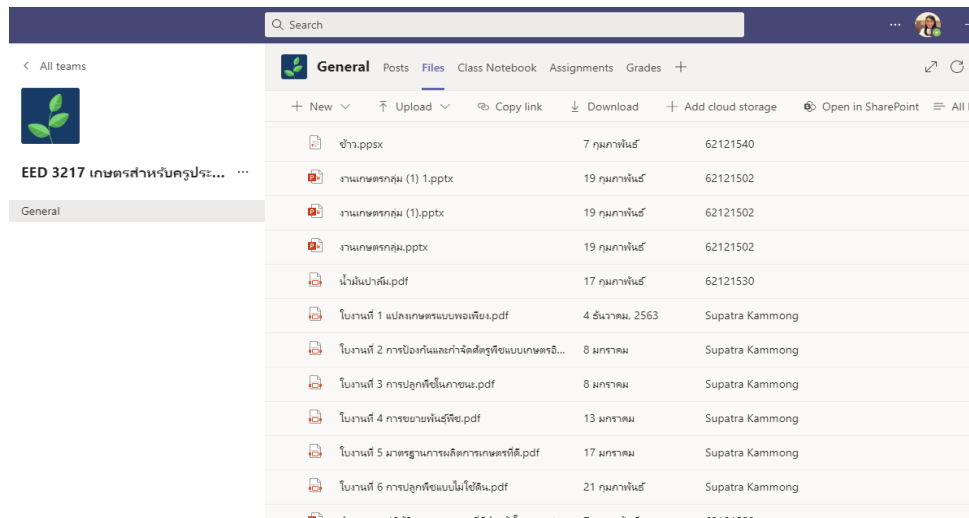 Search
All teams
EED 3217 เกษตรสำหรับครูประ...
General
General Posts Files Class Notebook Assignments Grades
New Upload Copy link Download Add cloud storage Open in SharePoint All
ข้าว.ppsx 7 กุมภาพันธ์ 62121540
งานเกษตรกลุ่ม (1) 1.pptx 19 กุมภาพันธ์ 62121502
งานเกษตรกลุ่ม (1).pptx 19 กุมภาพันธ์ 62121502
งานเกษตรกลุ่ม.pptx 19 กุมภาพันธ์ 62121502
น้ำมันปาล์ม.pdf 17 กุมภาพันธ์ 62121530
ใบงานที่ 1 แปลงเกษตรแบบพอเพียง.pdf 4 ธันวาคม, 2563 Supatra Kammong
ใบงานที่ 2 การป้องกันและกำจัดศัตรูพืชแบบเกษตรอิ... 8 มกราคม Supatra Kammong
ใบงานที่ 3 การปลูกพืชในภาชนะ.pdf 8 มกราคม Supatra Kammong
ใบงานที่ 4 การขยายพันธุ์พืช.pdf 13 มกราคม Supatra Kammong
ใบงานที่ 5 มาตรฐานการผลิตการเกษตรที่ดี.pdf 17 มกราคม Supatra Kammong
ใบงานที่ 6 การปลูกพืชแบบไม่ใช้ดิน.pdf 21 กุมภาพันธ์ Supatra Kammong